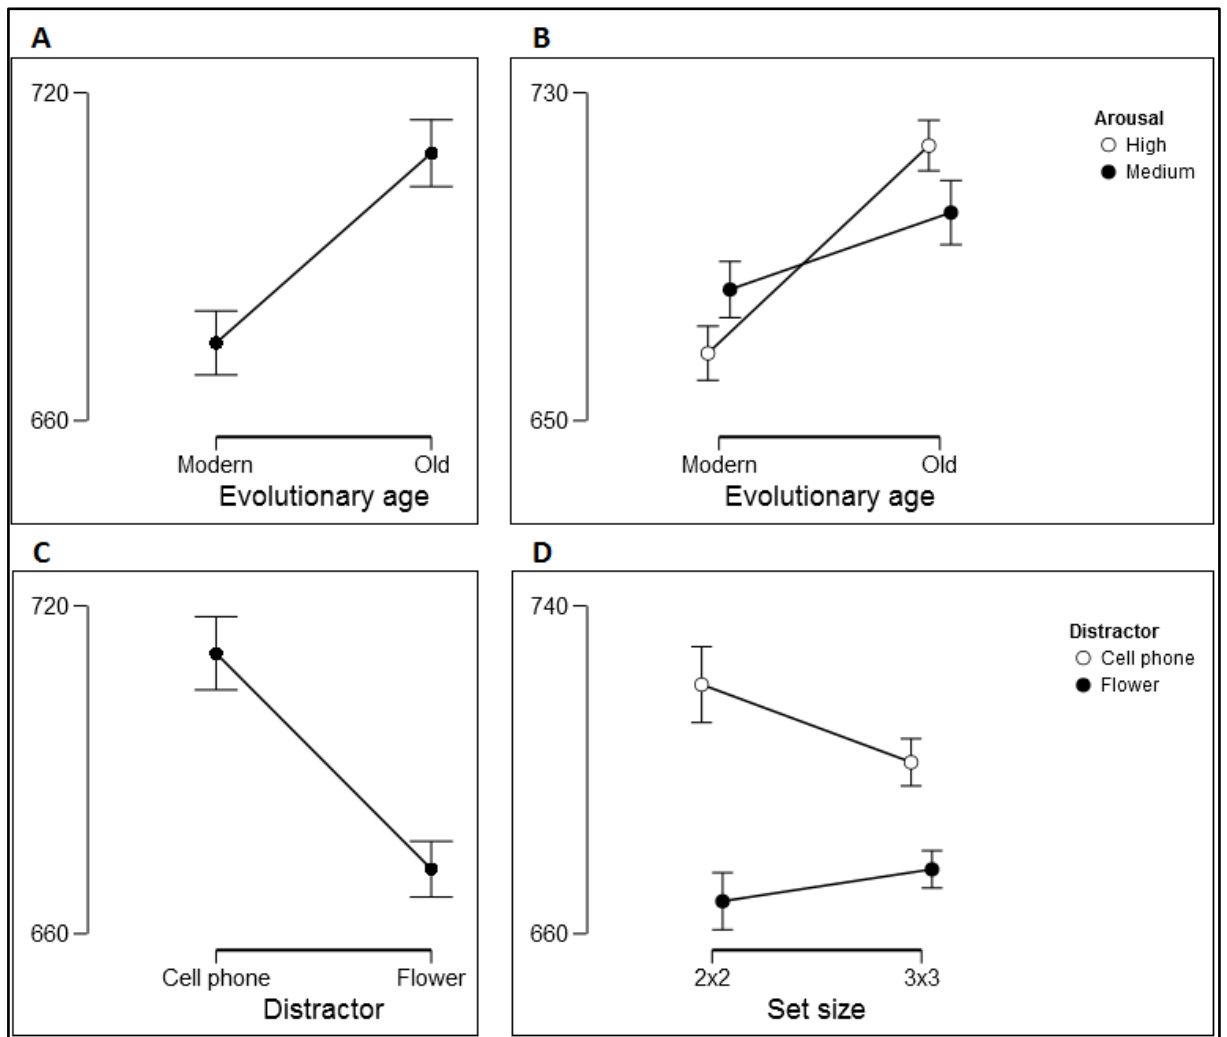 A
720
660
Modern
Old
Evolutionary age
B
730
650
Arousal
High
Medium
Modern
Old
Evolutionary age
C
720
660
Cell phone
Flower
Distractor
D
740
660
Distractor
Cell phone
Flower
2x2
3x3
Set size